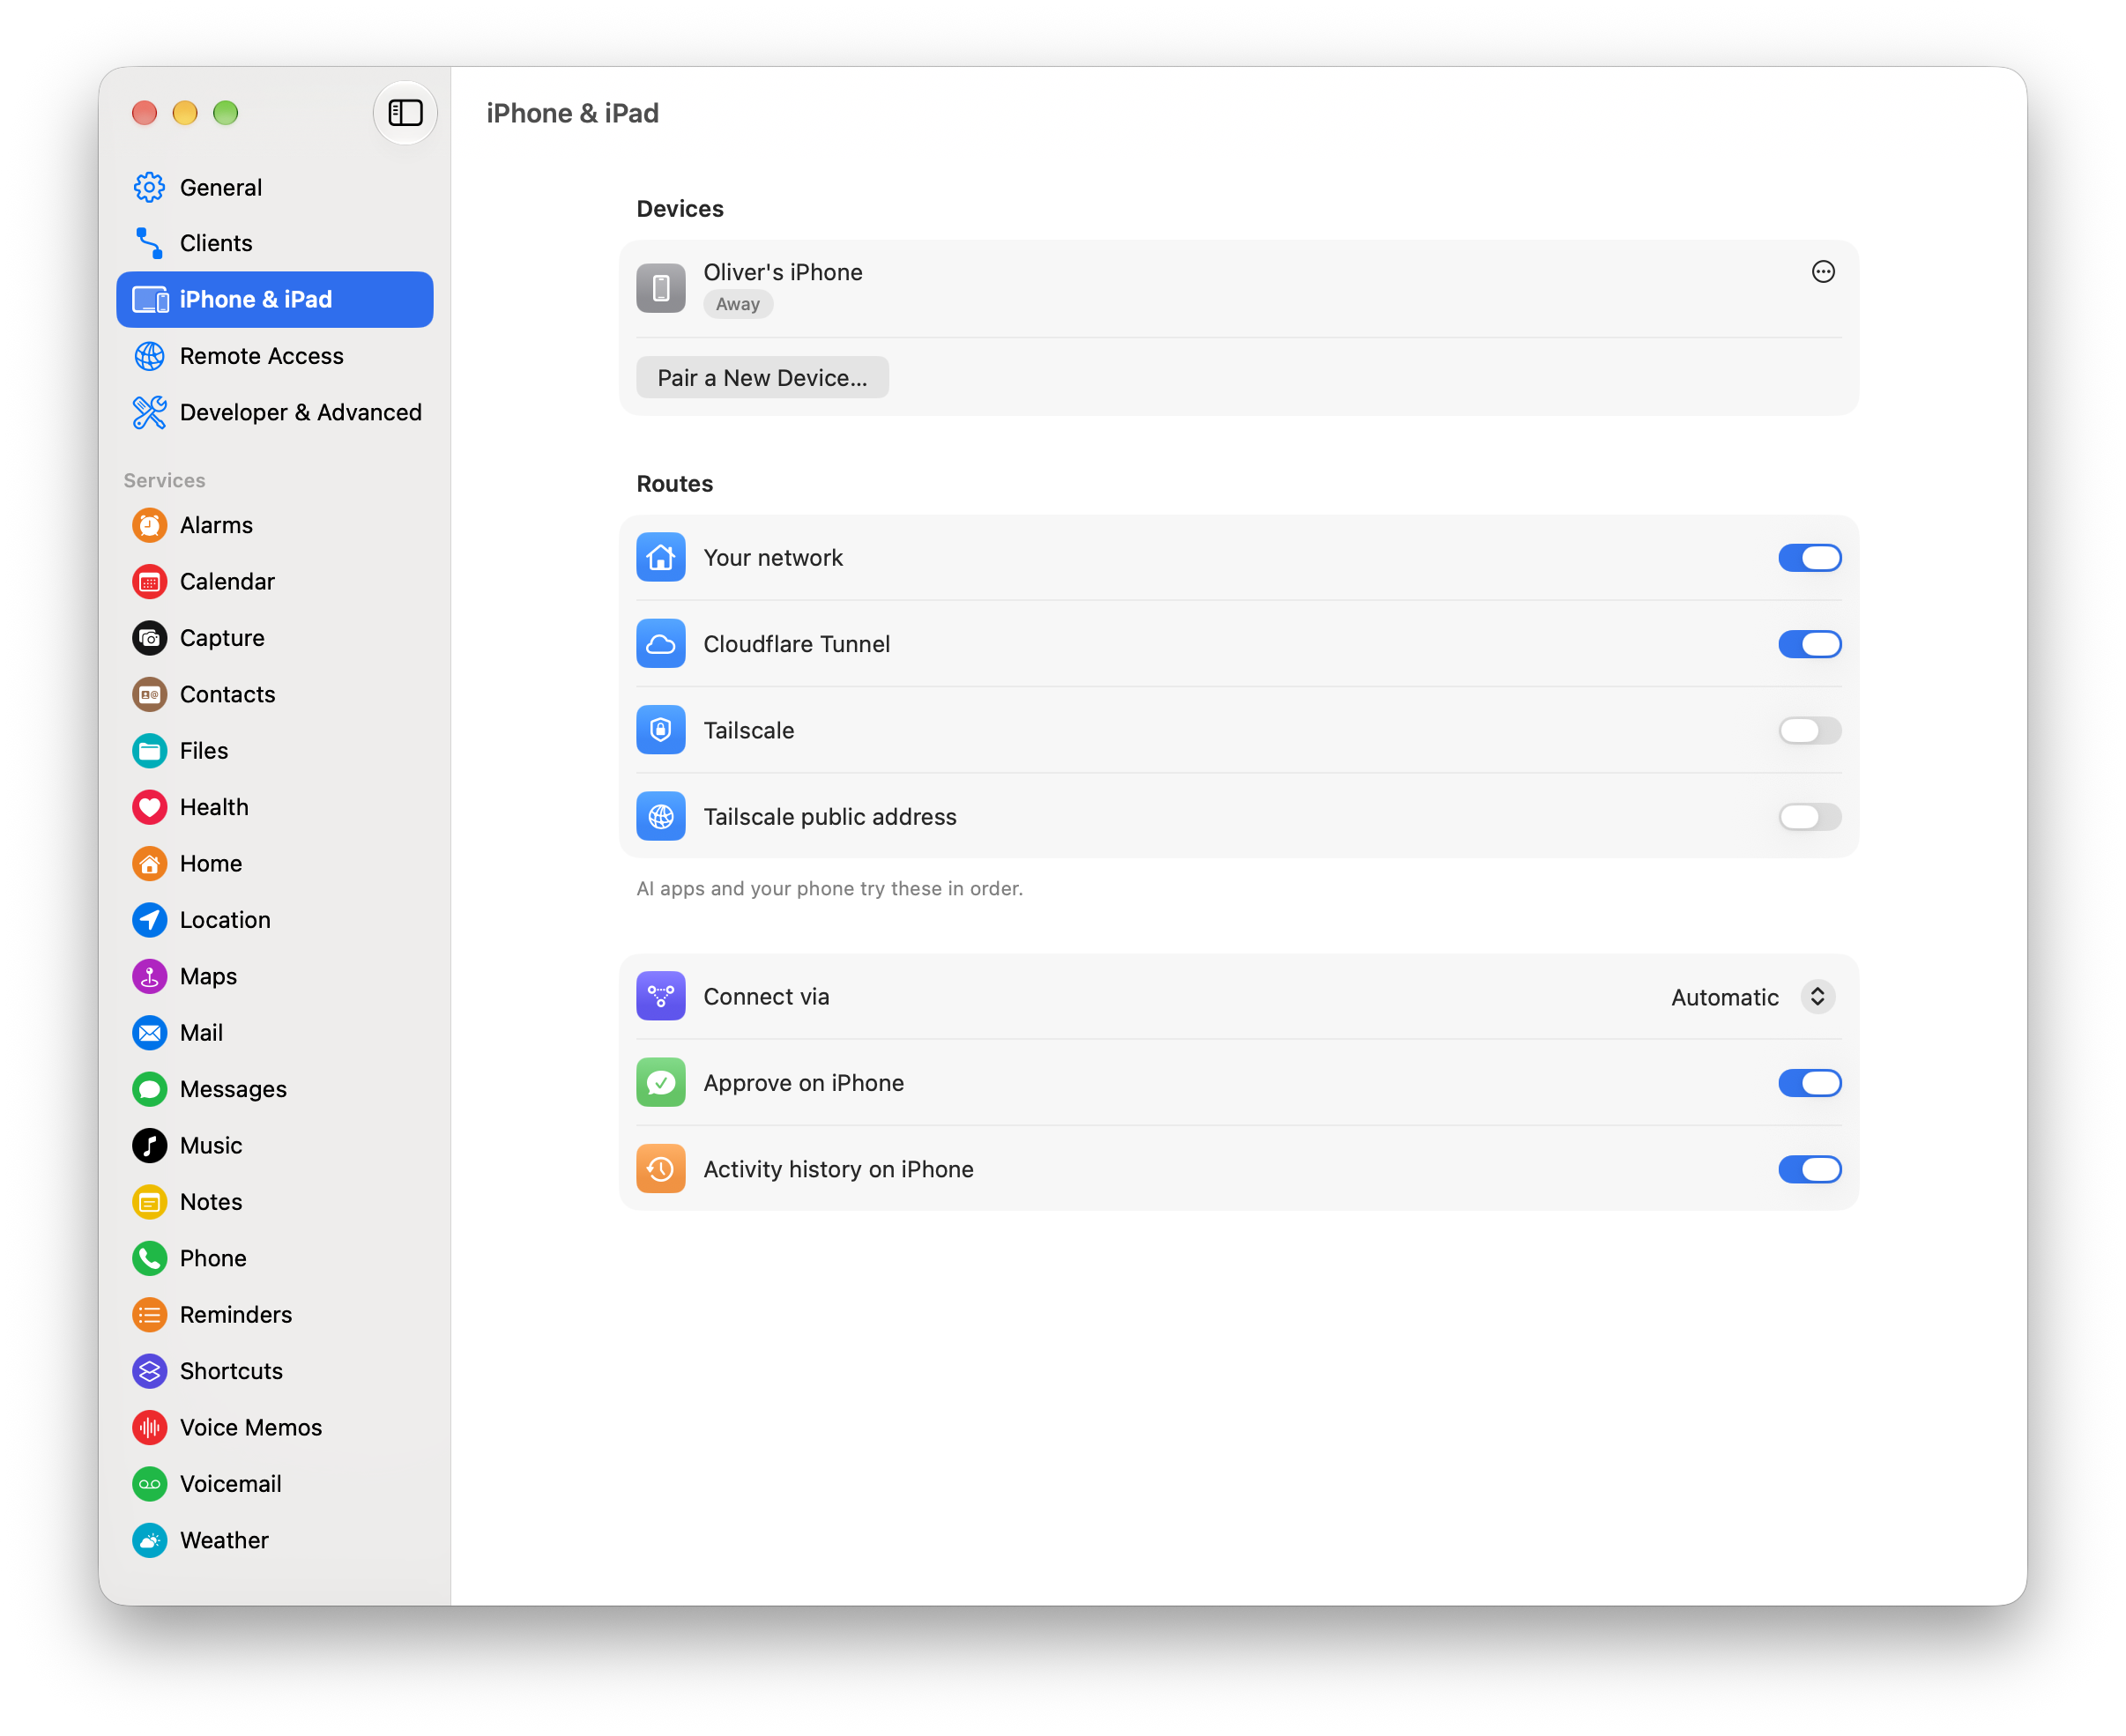 iPhone & iPad
General
Clients
iPhone & iPad
Remote Access
Developer & Advanced
Services
Alarms
Calendar
Capture
Contacts
Files
Health
Home
Location
Maps
Mail
Messages
Music
Notes
Phone
Reminders
Shortcuts
Voice Memos
Voicemail
Weather
Devices
Oliver's iPhone
Away
Pair a New Device...
Routes
Your network
Cloudflare Tunnel
Tailscale
Tailscale public address
AI apps and your phone try these in order.
Connect via
Automatic
Approve on iPhone
Activity history on iPhone